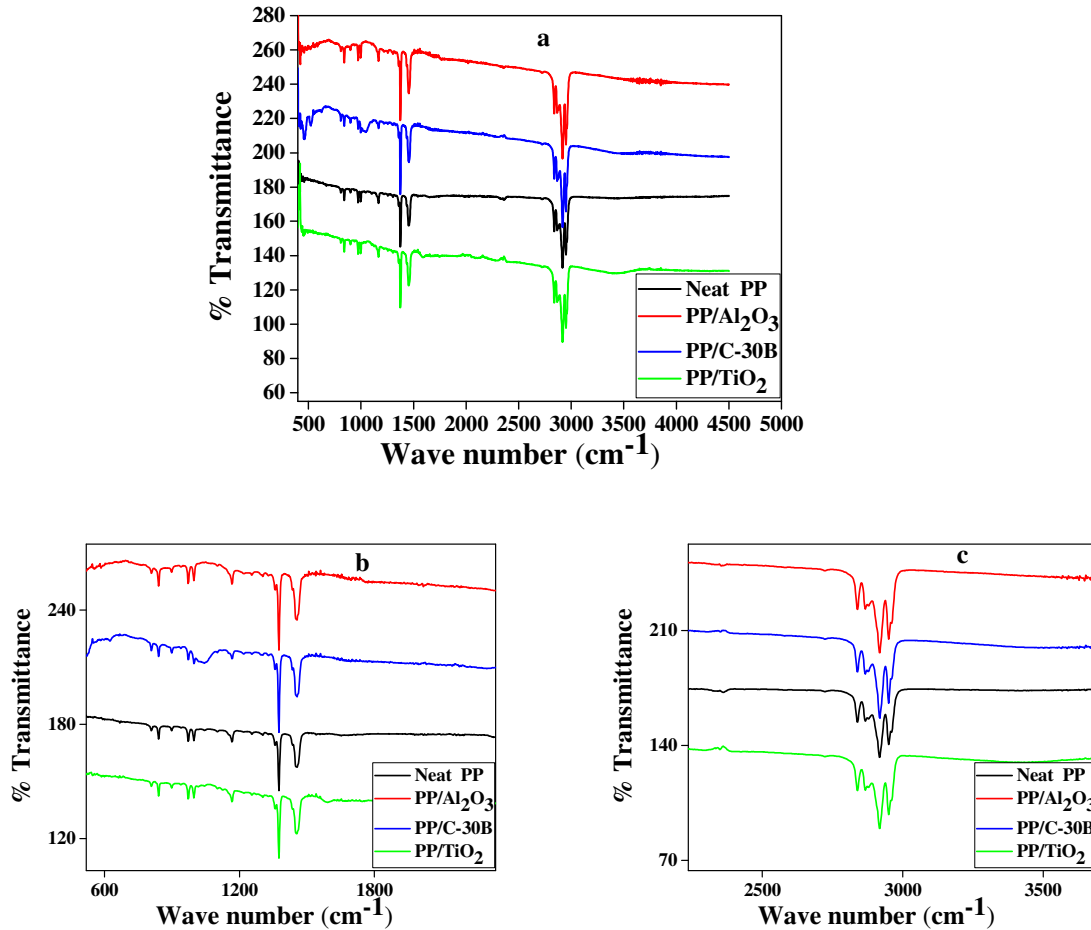 a
280
260
240
220
200
180
160
140
120
100
80
60
% Transmittance
Neat PP
PP/Al₂O₃
PP/C-30B
PP/TiO₂
500 1000 1500 2000 2500 3000 3500 4000 4500 5000
Wave number (cm⁻¹)
b
240
180
120
% Transmittance
Neat PP
PP/Al₂O₃
PP/C-30B
PP/TiO₂
600 1200 1800
Wave number (cm⁻¹)
c
210
140
70
% Transmittance
Neat PP
PP/Al₂O₃
PP/C-30B
PP/TiO₂
2500 3000 3500
Wave number (cm⁻¹)